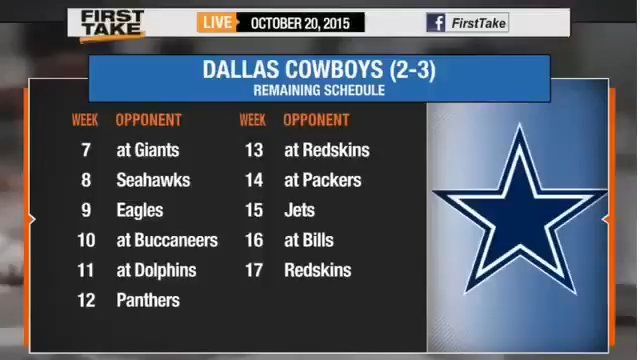 FIRST TAKE
LIVE OCTOBER 20, 2015
FirstTake
DALLAS COWBOYS (2-3)
REMAINING SCHEDULE
WEEK OPPONENT WEEK OPPONENT
7 at Giants 13 at Redskins
8 Seahawks 14 at Packers
9 Eagles 15 Jets
10 at Buccaneers 16 at Bills
11 at Dolphins 17 Redskins
12 Panthers